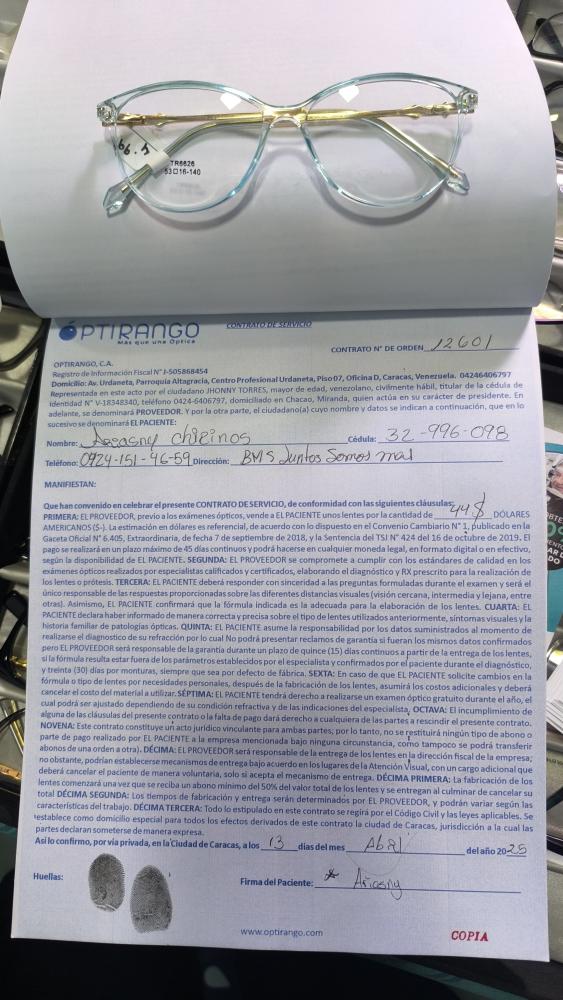 66.1
TR6626
53□16-140
ÓPTIRANGO
Más que una Óptica
CONTRATO DE SERVICIO
CONTRATO N° DE ORDEN 12601
OPTIRANGO, C.A.
Registro de Información Fiscal N° J-505868454
Domicilio: Av. Urdaneta, Parroquia Altagracia, Centro Profesional Urdaneta, Piso 07, Oficina D, Caracas, Venezuela. 04246406797
Representada en este acto por el ciudadano JHONNY TORRES, mayor de edad, venezolano, civilmente hábil, titular de la cédula de
Identidad N° V-18348340, teléfono 0424-6406797, domiciliado en Chacao, Miranda, quien actúa en su carácter de presidente. En
adelante, se denominará PROVEEDOR. Y por la otra parte, el ciudadano(a) cuyo nombre y datos se indican a continuación, que en lo
sucesivo se denominará EL PACIENTE:
Nombre: chirinos Cédula: 32-996-098
Teléfono: 0424-151-46-59 Dirección: BMS Juntos Somos mas
MANIFIESTAN:
Que han convenido en celebrar el presente CONTRATO DE SERVICIO, de conformidad con las siguientes cláusulas:
PRIMERA: EL PROVEEDOR, previo a los exámenes ópticos, vende a EL PACIENTE unos lentes por la cantidad de 44$ DÓLARES
AMERICANOS ($-). La estimación en dólares es referencial, de acuerdo con lo dispuesto en el Convenio Cambiario N° 1, publicado en la
Gaceta Oficial N° 6.405, Extraordinaria, de fecha 7 de septiembre de 2018, y la Sentencia del TSJ N° 424 del 16 de octubre de 2019. El
pago se realizará en un plazo máximo de 45 días continuos y podrá hacerse en cualquier moneda legal, en formato digital o en efectivo,
según la disponibilidad de EL PACIENTE. SEGUNDA: EL PROVEEDOR se compromete a cumplir con los estándares de calidad en los
exámenes ópticos realizados por especialistas calificados y certificados, elaborando el diagnóstico y RX prescrito para la realización de
los lentes o prótesis. TERCERA: EL PACIENTE deberá responder con sinceridad a las preguntas formuladas durante el examen y será el
único responsable de las respuestas proporcionadas sobre las diferentes distancias visuales (visión cercana, intermedia y lejana, entre
otras). Asimismo, EL PACIENTE confirmará que la fórmula indicada es la adecuada para la elaboración de los lentes. CUARTA: EL
PACIENTE declara haber informado de manera correcta y precisa sobre el tipo de lentes utilizados anteriormente, síntomas visuales y la
historia familiar de patologías ópticas. QUINTA: EL PACIENTE asume la responsabilidad por los datos suministrados al momento de
realizarse el diagnostico de su refracción por lo cual No podrá presentar reclamos de garantía si fueran los mismos datos confirmados
pero EL PROVEEDOR será responsable de la garantía durante un plazo de quince (15) días continuos a partir de la entrega de los lentes,
si la fórmula resulta estar fuera de los parámetros establecidos por el especialista y confirmados por el paciente durante el diagnóstico,
y treinta (30) días por monturas, siempre que sea por defecto de fábrica. SEXTA: En caso de que EL PACIENTE solicite cambios en la
fórmula o tipo de lentes por necesidades personales, después de la fabricación de los lentes, asumirá los costos adicionales y deberá
cancelar el costo del material a utilizar. SÉPTIMA: EL PACIENTE tendrá derecho a realizarse un examen óptico gratuito durante el año, el
cual podrá ser ajustado dependiendo de su condición refractiva y de las indicaciones del especialista, OCTAVA: El incumplimiento de
alguna de las cláusulas del presente contrato o la falta de pago dará derecho a cualquiera de las partes a rescindir el presente contrato.
NOVENA: Este contrato constituye un acto jurídico vinculante para ambas partes; por lo tanto, no se restituirá ningún tipo de abono o
parte de pago realizado por EL PACIENTE a la empresa mencionada bajo ninguna circunstancia, como tampoco se podrá transferir
abonos de una orden a otra). DÉCIMA: EL PROVEEDOR será responsable de la entrega de los lentes en la dirección fiscal de la empresa;
no obstante, podrían establecerse mecanismos de entrega bajo acuerdo en los lugares de la Atención Visual, con un cargo adicional que
deberá cancelar el paciente de manera voluntaria, solo si acepta el mecanismo de entrega. DÉCIMA PRIMERA: La fabricación de los
lentes comenzará una vez que se reciba un abono mínimo del 50% del valor total de los lentes y se entregan al culminar de cancelar su
total DÉCIMA SEGUNDA: Los tiempos de fabricación y entrega serán determinados por EL PROVEEDOR, y podrán variar según las
características del trabajo. DÉCIMA TERCERA: Todo lo estipulado en este contrato se regirá por el Código Civil y las leyes aplicables. Se
establece como domicilio especial para todos los efectos derivados de este contrato la ciudad de Caracas, jurisdicción a la cual las
partes declaran someterse de manera expresa.
Así lo confirmo, por vía privada, en la Ciudad de Caracas, a los 13 días del mes Abril del año 2025
Huellas:
Firma del Paciente: Ariasny
www.optirango.com
COPIA